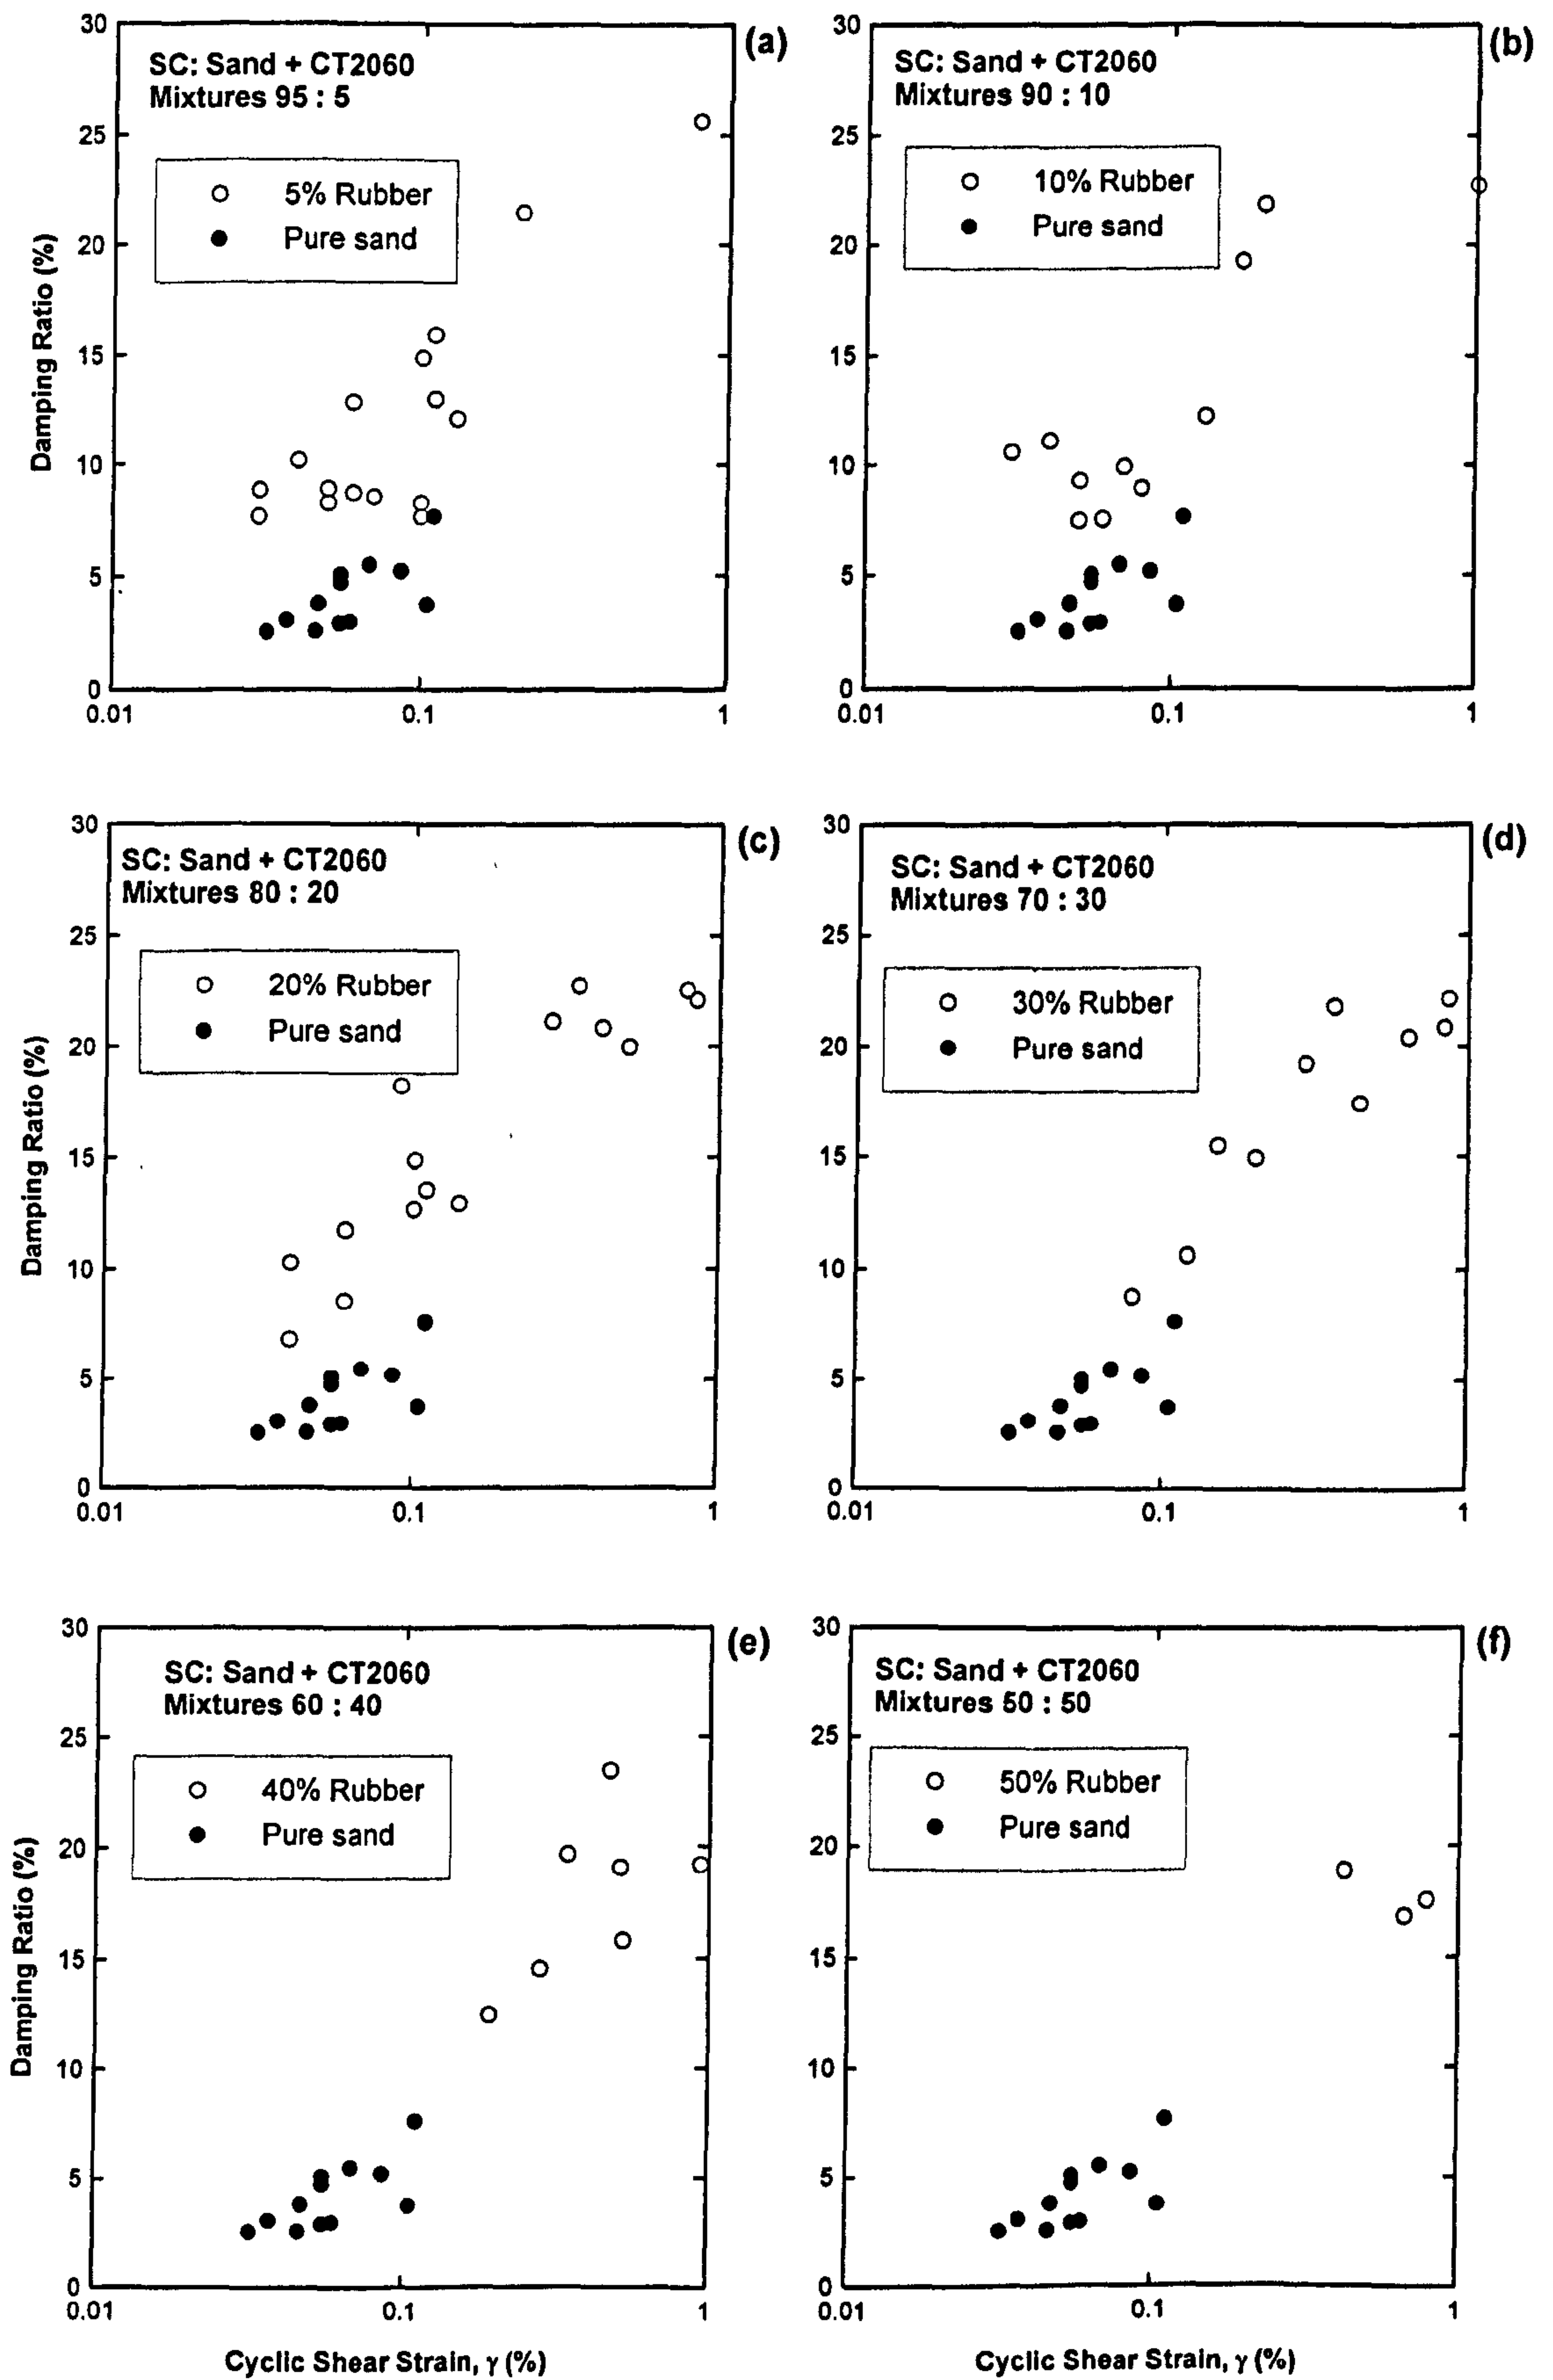 (a)
SC: Sand + CT2060
Mixtures 95 : 5
5% Rubber
Pure sand
Damping Ratio (%)
30
25
20
15
10
5
0
0.01
0.1
1
(b)
SC: Sand + CT2060
Mixtures 90 : 10
10% Rubber
Pure sand
30
25
20
15
10
5
0
0.01
0.1
1
(c)
SC: Sand + CT2060
Mixtures 80 : 20
20% Rubber
Pure sand
Damping Ratio (%)
30
25
20
15
10
5
0
0.01
0.1
1
(d)
SC: Sand + CT2060
Mixtures 70 : 30
30% Rubber
Pure sand
30
25
20
15
10
5
0
0.01
0.1
1
(e)
SC: Sand + CT2060
Mixtures 60 : 40
40% Rubber
Pure sand
Damping Ratio (%)
30
25
20
15
10
5
0
0.01
0.1
1
Cyclic Shear Strain, γ (%)
(f)
SC: Sand + CT2060
Mixtures 50 : 50
50% Rubber
Pure sand
30
25
20
15
10
5
0
0.01
0.1
1
Cyclic Shear Strain, γ (%)